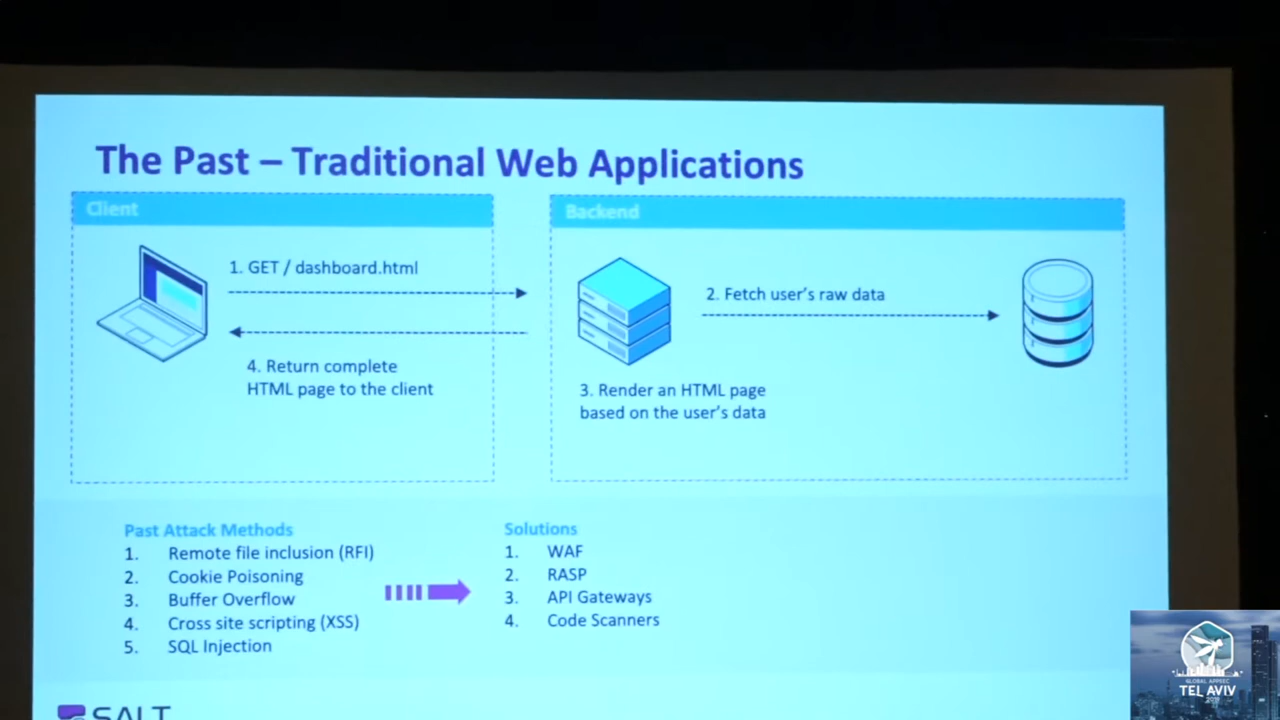 The Past – Traditional Web Applications
Client
Backend
1. GET / dashboard.html
2. Fetch user's raw data
4. Return complete
HTML page to the client
3. Render an HTML page
based on the user's data
Past Attack Methods
1. Remote file inclusion (RFI)
2. Cookie Poisoning
3. Buffer Overflow
4. Cross site scripting (XSS)
5. SQL Injection
Solutions
1. WAF
2. RASP
3. API Gateways
4. Code Scanners
SALT
GLOBAL APPSEC
TEL AVIV
2019